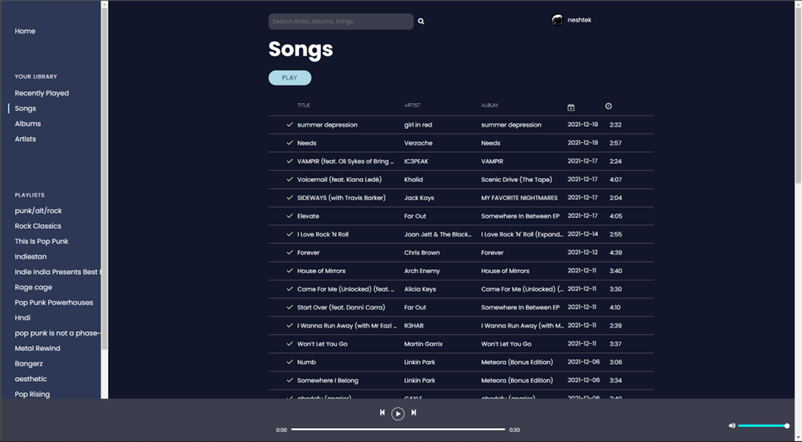 Search Artist, Albums, Songs
neshtek
Home
YOUR LIBRARY
Recently Played
Songs
Albums
Artists
PLAYLISTS
punk/alt/rock
Rock Classics
This Is Pop Punk
Indiestan
Indie India Presents Best
Rage cage
Pop Punk Powerhouses
Hndi
pop punk is not a phase-
Metal Rewind
Bangerz
aesthetic
Pop Rising
Songs
PLAY
TITLE ARTIST ALBUM
summer depression girl in red summer depression 2021-12-19 2:32
Needs Verzache Needs 2021-12-19 2:57
VAMPIR (feat. Oli Sykes of Bring ... IC3PEAK VAMPIR 2021-12-17 2:24
Voicemail (feat. Kiana Ledé) Khalid Scenic Drive (The Tape) 2021-12-17 4:07
SIDEWAYS (with Travis Barker) Jack Kays MY FAVORITE NIGHTMARES 2021-12-17 2:04
Elevate Far Out Somewhere In Between EP 2021-12-17 4:05
I Love Rock 'N Roll Joan Jett & The Black... I Love Rock 'N' Roll (Expand... 2021-12-14 2:55
Forever Chris Brown Forever 2021-12-12 4:39
House of Mirrors Arch Enemy House of Mirrors 2021-12-11 3:40
Come For Me (Unlocked) (feat. ... Alicia Keys Come For Me (Unlocked) (... 2021-12-11 3:30
Start Over (feat. Danni Carra) Far Out Somewhere In Between EP 2021-12-11 4:10
I Wanna Run Away (with Mr Eazi ... R3HAB I Wanna Run Away (with M... 2021-12-11 2:39
Won't Let You Go Martin Garrix Won't Let You Go 2021-12-11 3:37
Numb Linkin Park Meteora (Bonus Edition) 2021-12-06 3:06
Somewhere I Belong Linkin Park Meteora (Bonus Edition) 2021-12-06 3:34
0:00 0:30